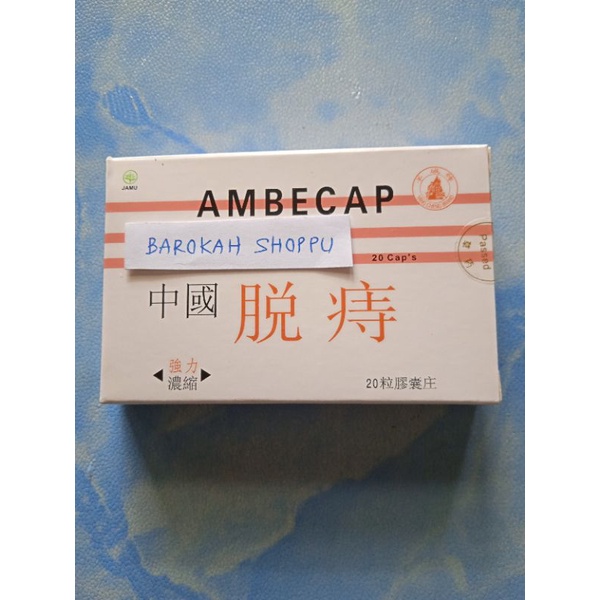 JAMU
AMBECAP
BAROKAH SHOPPU
20 Cap's
Passed
中國
脱痔
強力
濃縮
20粒膠囊庄